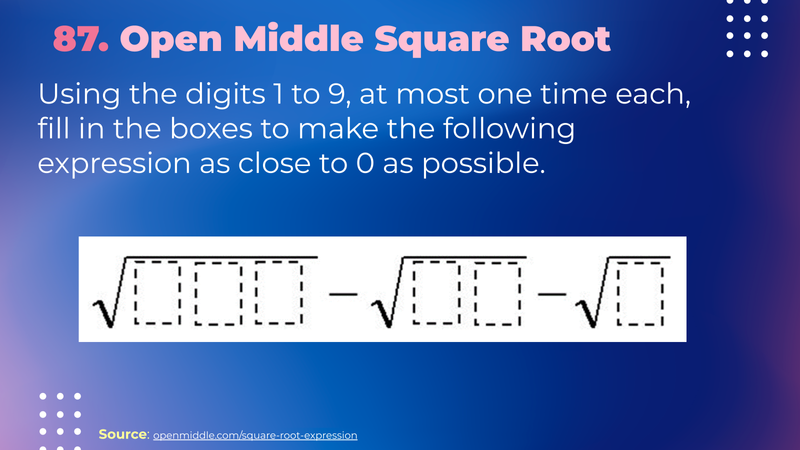 87. Open Middle Square Root
Using the digits 1 to 9, at most one time each,
fill in the boxes to make the following
expression as close to 0 as possible.
√□□□ − √□□ − √□
Source: openmiddle.com/square-root-expression